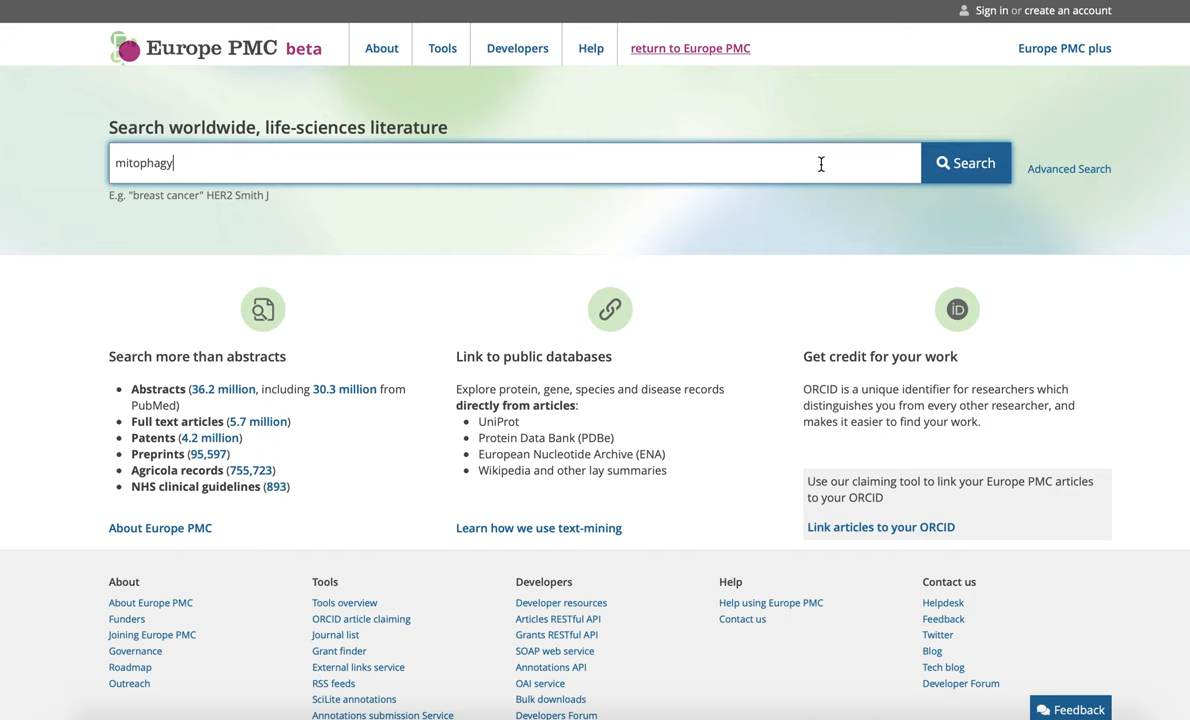 Sign in or create an account
Europe PMC beta
About
Tools
Developers
Help
return to Europe PMC
Europe PMC plus
Search worldwide, life-sciences literature
mitophagy
Search
Advanced Search
E.g. "breast cancer" HER2 Smith J
iD
Search more than abstracts
Abstracts (36.2 million, including 30.3 million from
PubMed)
Full text articles (5.7 million)
Patents (4.2 million)
Preprints (95,597)
Agricola records (755,723)
NHS clinical guidelines (893)
About Europe PMC
Link to public databases
Explore protein, gene, species and disease records
directly from articles:
UniProt
Protein Data Bank (PDBe)
European Nucleotide Archive (ENA)
Wikipedia and other lay summaries
Learn how we use text-mining
Get credit for your work
ORCID is a unique identifier for researchers which
distinguishes you from every other researcher, and
makes it easier to find your work.
Use our claiming tool to link your Europe PMC articles
to your ORCID
Link articles to your ORCID
About
About Europe PMC
Funders
Joining Europe PMC
Governance
Roadmap
Outreach
Tools
Tools overview
ORCID article claiming
Journal list
Grant finder
External links service
RSS feeds
SciLite annotations
Annotations submission Service
Developers
Developer resources
Articles RESTful API
Grants RESTful API
SOAP web service
Annotations API
OAI service
Bulk downloads
Developers Forum
Help
Help using Europe PMC
Contact us
Contact us
Helpdesk
Feedback
Twitter
Blog
Tech blog
Developer Forum
Feedback